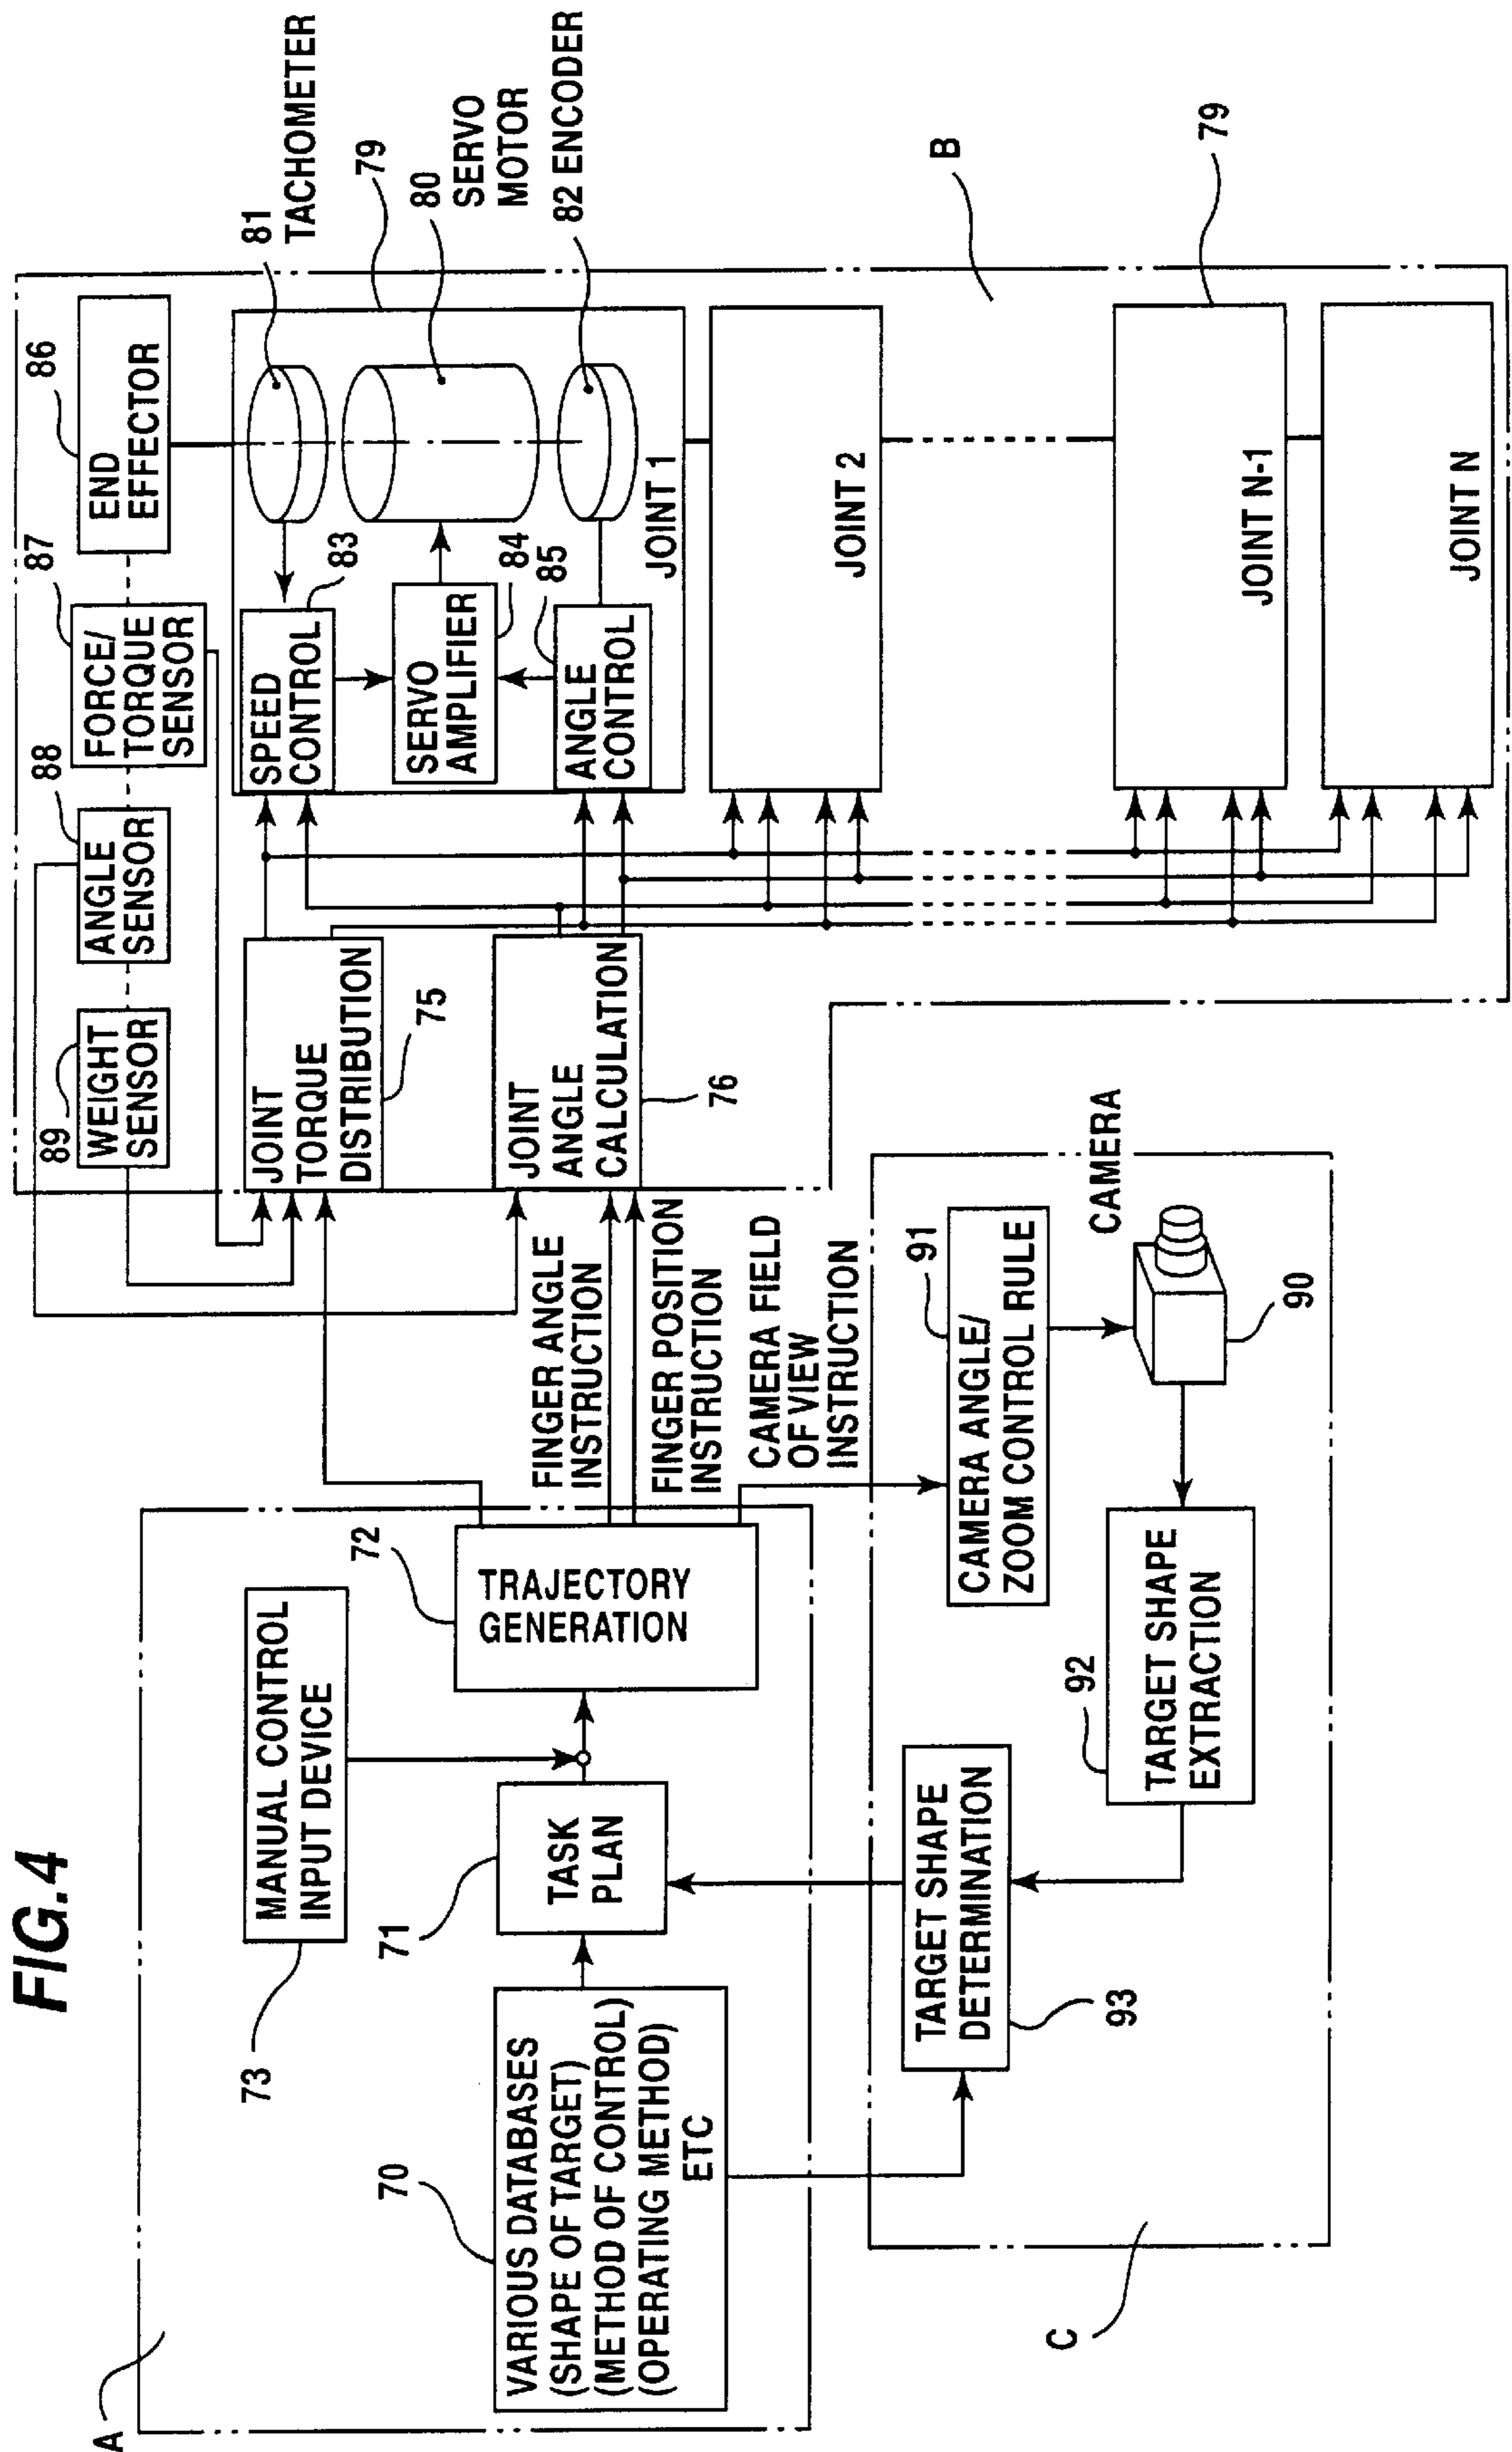 FIG.4
A
73
MANUAL CONTROL
INPUT DEVICE
70
VARIOUS DATABASES
(SHAPE OF TARGET)
(METHOD OF CONTROL)
(OPERATING METHOD)
ETC
71
TASK
PLAN
72
TRAJECTORY
GENERATION
FINGER ANGLE
INSTRUCTION
FINGER POSITION
INSTRUCTION
CAMERA FIELD
OF VIEW
INSTRUCTION
89
WEIGHT
SENSOR
88
ANGLE
SENSOR
87
FORCE/
TORQUE
SENSOR
86
END
EFFECTOR
JOINT
TORQUE
DISTRIBUTION
75
JOINT
ANGLE
CALCULATION
76
SPEED
CONTROL
83
SERVO
AMPLIFIER
84
85
ANGLE
CONTROL
JOINT 1
81
TACHOMETER
79
80
SERVO
MOTOR
82 ENCODER
JOINT 2
B
JOINT N-1
79
JOINT N
C
TARGET SHAPE
DETERMINATION
93
92
TARGET SHAPE
EXTRACTION
91
CAMERA ANGLE/
ZOOM CONTROL RULE
CAMERA
90